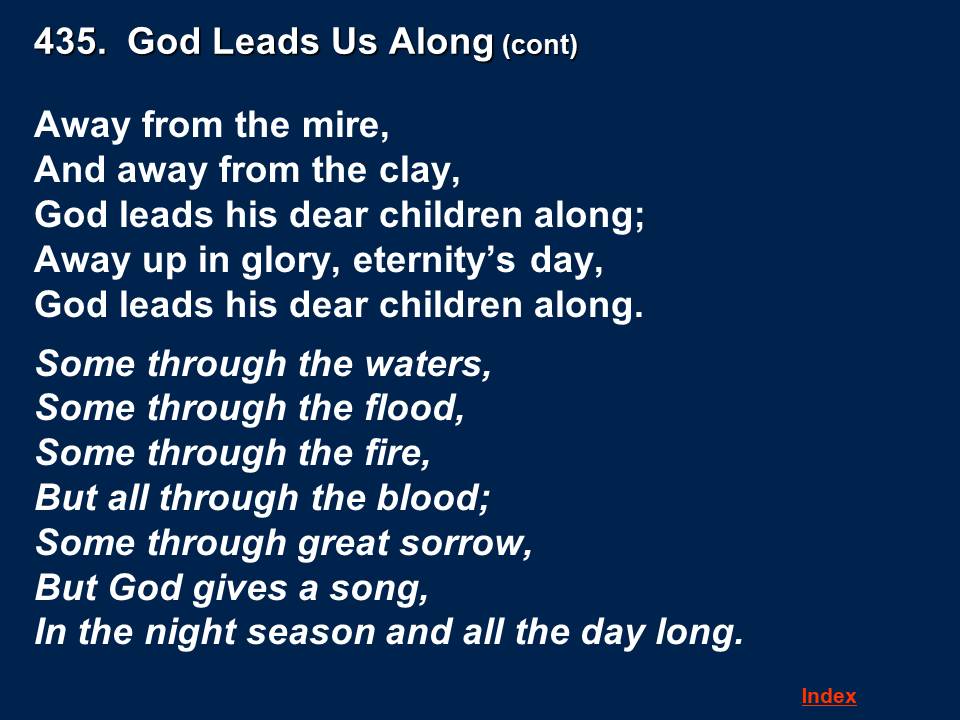 435.  God Leads Us Along (cont)
Away from the mire,
And away from the clay,
God leads his dear children along;
Away up in glory, eternity’s day,
God leads his dear children along.
Some through the waters,
Some through the flood,
Some through the fire,
But all through the blood;
Some through great sorrow,
But God gives a song,
In the night season and all the day long.
Index